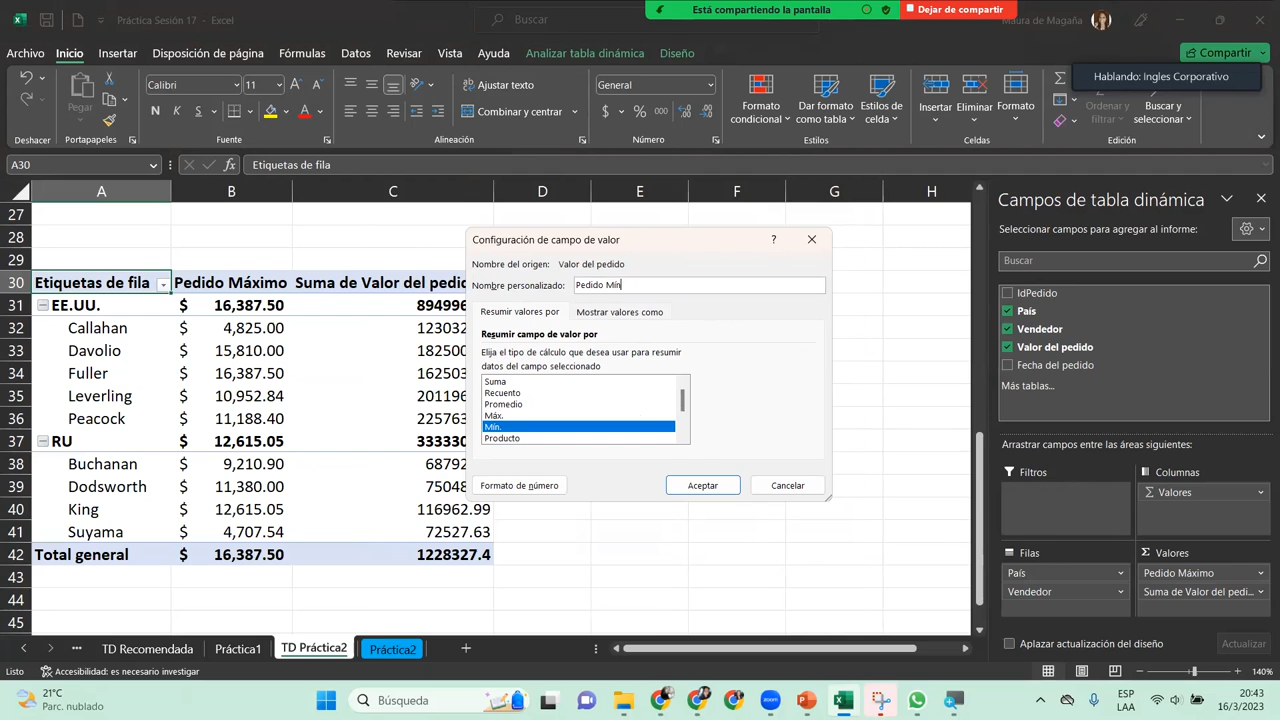 Práctica Sesión 17 - Excel
Buscar
Está compartiendo la pantalla
Dejar de compartir
Maura de Magaña
Archivo Inicio Insertar Disposición de página Fórmulas Datos Revisar Vista Ayuda Analizar tabla dinámica Diseño
Compartir
Hablando: Ingles Corporativo
Pegar
Calibri 11
N K S
Ajustar texto
Combinar y centrar
General
$ % 000
Formato condicional
Dar formato como tabla
Estilos de celda
Insertar Eliminar Formato
Ordenar y filtrar
Buscar y seleccionar
Deshacer Portapapeles Fuente Alineación Número Estilos Celdas Edición
A30
fx Etiquetas de fila
A B C D E F G H
27
28
29
30 Etiquetas de fila Pedido Máximo Suma de Valor del pedid
31 EE.UU. $ 16,387.50 894996
32 Callahan $ 4,825.00 123032
33 Davolio $ 15,810.00 182500
34 Fuller $ 16,387.50 162503
35 Leverling $ 10,952.84 201196
36 Peacock $ 11,188.40 225763
37 RU $ 12,615.05 333330
38 Buchanan $ 9,210.90 68792
39 Dodsworth $ 11,380.00 75048
40 King $ 12,615.05 116962.99
41 Suyama $ 4,707.54 72527.63
42 Total general $ 16,387.50 1228327.4
43
44
45
Configuración de campo de valor
?
Nombre del origen: Valor del pedido
Nombre personalizado: Pedido Mín
Resumir valores por Mostrar valores como
Resumir campo de valor por
Elija el tipo de cálculo que desea usar para resumir
datos del campo seleccionado
Suma
Recuento
Promedio
Máx.
Mín.
Producto
Formato de número Aceptar Cancelar
Campos de tabla dinámica
Seleccionar campos para agregar al informe:
Buscar
IdPedido
País
Vendedor
Valor del pedido
Fecha del pedido
Más tablas...
Arrastrar campos entre las áreas siguientes:
Filtros Columnas
Valores
Filas Σ Valores
País Pedido Máximo
Vendedor Suma de Valor del pedi...
Aplazar actualización del diseño Actualizar
... TD Recomendada Práctica1 TD Práctica2 Práctica2 +
Listo Accesibilidad: es necesario investigar
140%
21°C
Parc. nublado
Búsqueda
zoom
ESP
LAA
20:43
16/3/2023